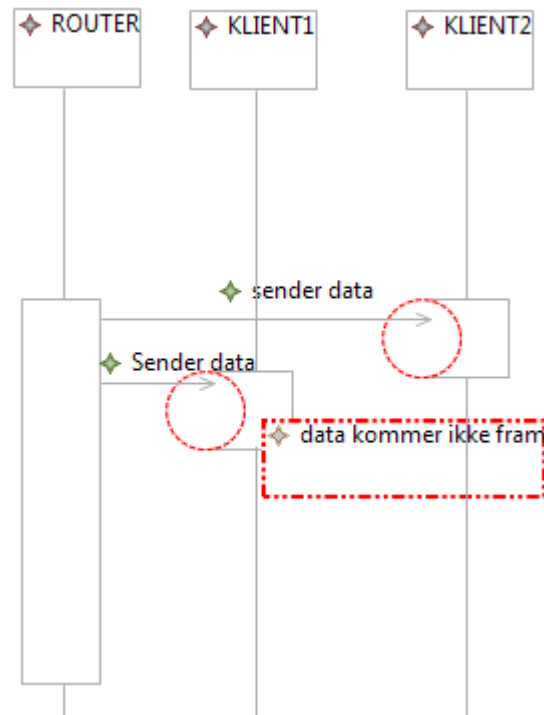 ROUTER
KLIENT1
KLIENT2
sender data
Sender data
data kommer ikke fram